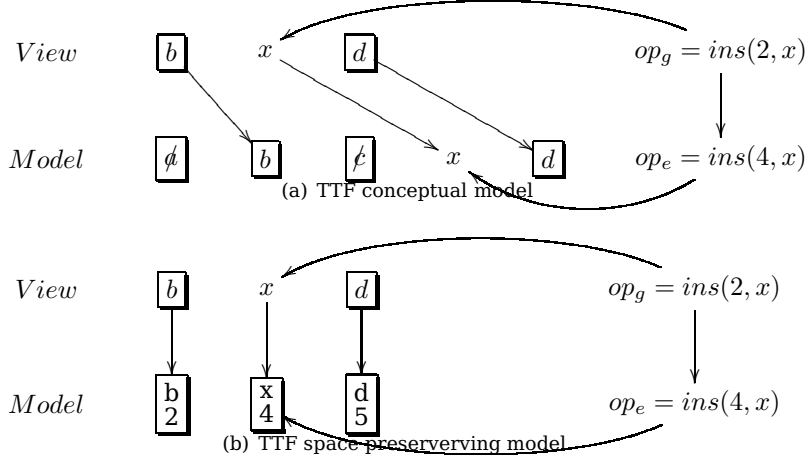 View b x d op_g = ins(2, x)
Model a̸ b c̸ x d op_e = ins(4, x)
(a) TTF conceptual model
View b x d op_g = ins(2, x)
Model b x d op_e = ins(4, x)
2 4 5
(b) TTF space-preserverving model